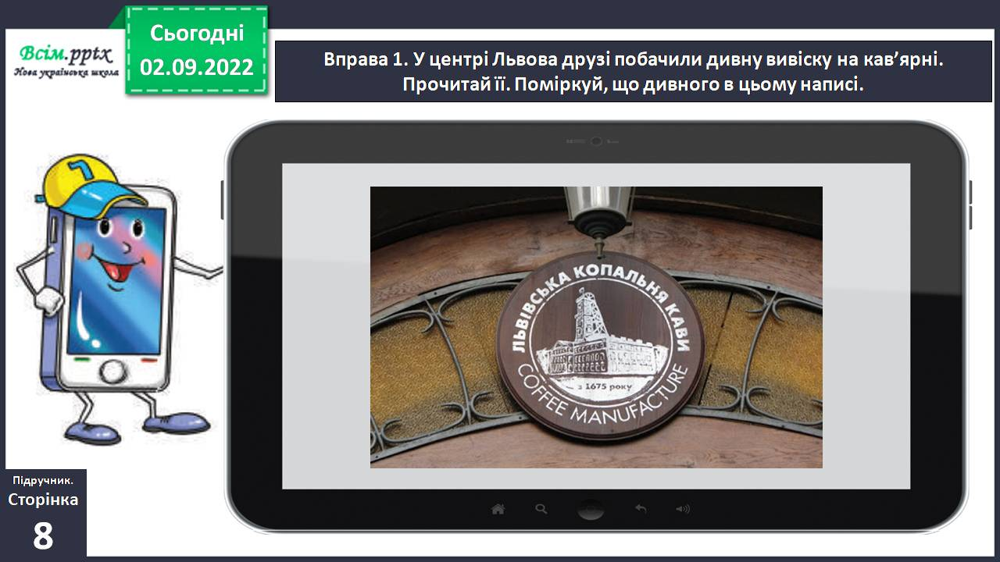 Всім.pptx
Нова українська школа
Сьогодні
02.09.2022
Вправа 1. У центрі Львова друзі побачили дивну вивіску на кав’ярні.
Прочитай її. Поміркуй, що дивного в цьому написі.
ЛЬВІВСЬКА КОПАЛЬНЯ КАВИ
з 1675 року
COFFEE MANUFACTURE
Підручник.
Сторінка
8